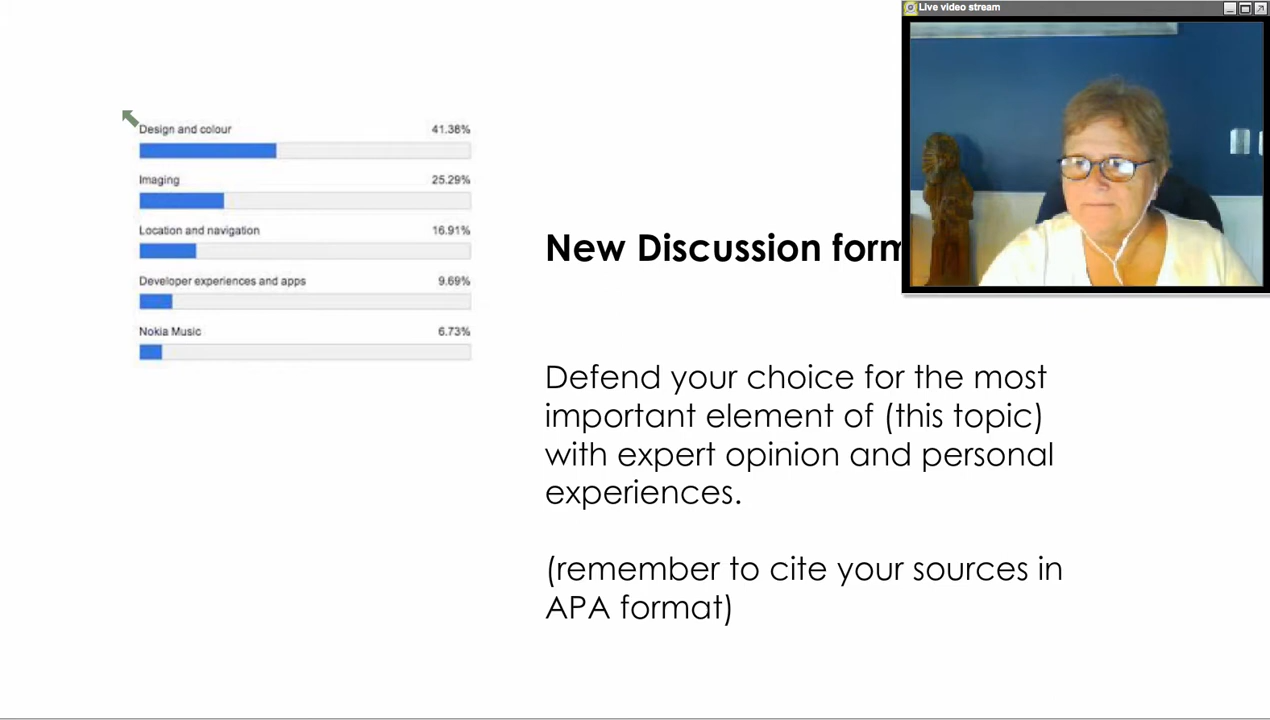 Live video stream
Design and colour 41.38%
Imaging 25.29%
Location and navigation 16.91%
Developer experiences and apps 9.69%
Nokia Music 6.73%
New Discussion form
Defend your choice for the most
important element of (this topic)
with expert opinion and personal
experiences.
(remember to cite your sources in
APA format)